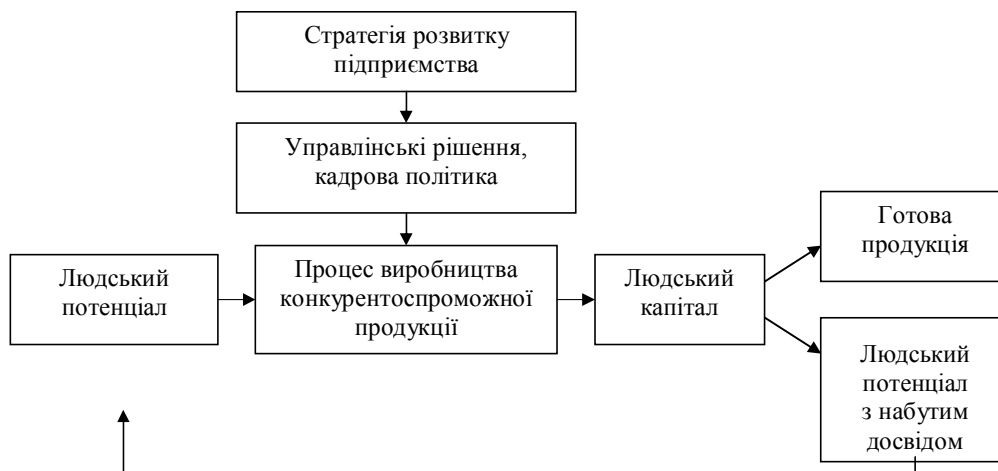 Стратегія розвитку
підприємства
Управлінські рішення,
кадрова політика
Готова
продукція
Людський
потенціал
Процес виробництва
конкурентоспроможної
продукції
Людський
капітал
Людський
потенціал
з набутим
досвідом